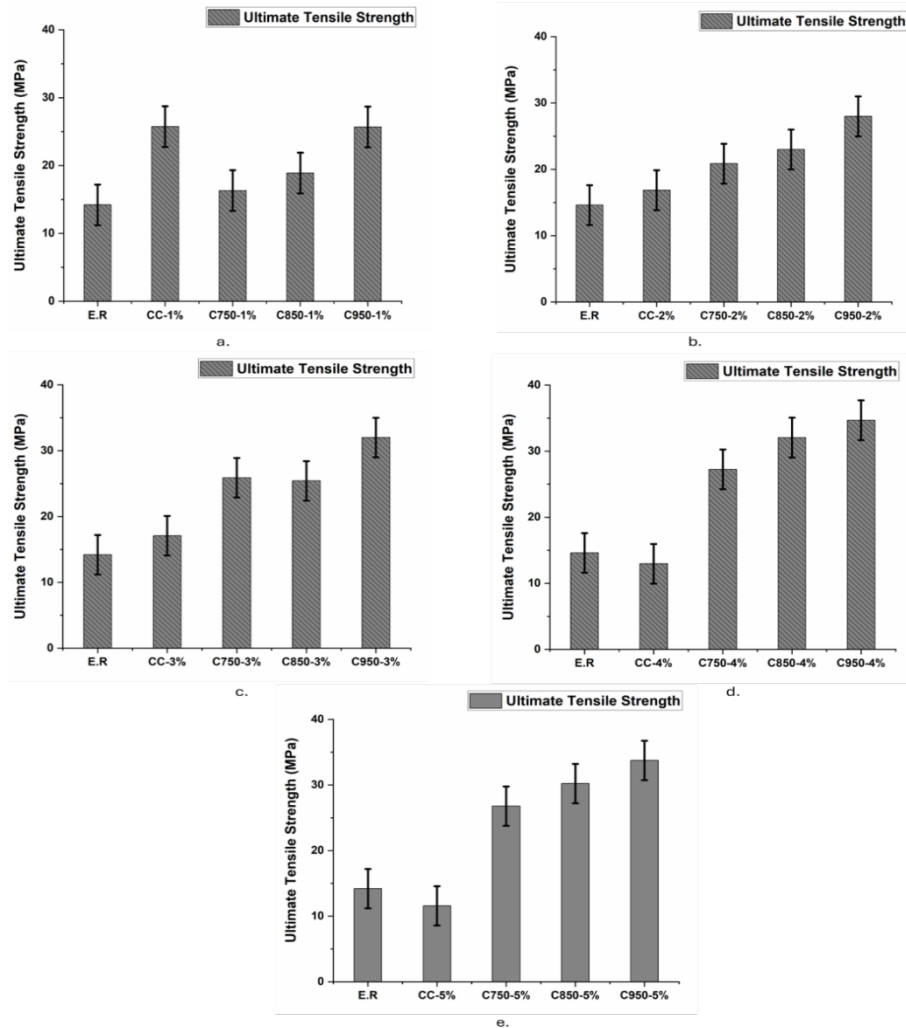 Ultimate Tensile Strength
Ultimate Tensile Strength (MPa)
40
30
20
10
0
E.R CC-1% C750-1% C850-1% C950-1%
a.
Ultimate Tensile Strength
Ultimate Tensile Strength (MPa)
40
30
20
10
0
E.R CC-2% C750-2% C850-2% C950-2%
b.
Ultimate Tensile Strength
Ultimate Tensile Strength (MPa)
40
30
20
10
0
E.R CC-3% C750-3% C850-3% C950-3%
c.
Ultimate Tensile Strength
Ultimate Tensile Strength (MPa)
40
30
20
10
0
E.R CC-4% C750-4% C850-4% C950-4%
d.
Ultimate Tensile Strength
Ultimate Tensile Strength (MPa)
40
30
20
10
0
E.R CC-5% C750-5% C850-5% C950-5%
e.